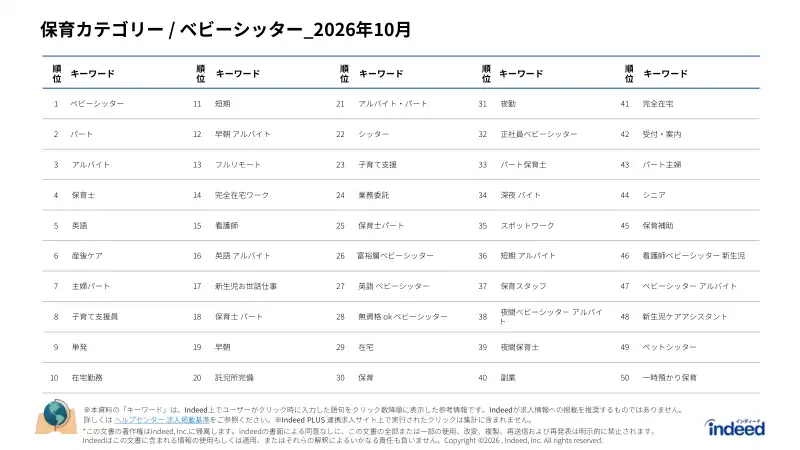 保育カテゴリー / ベビーシッター_2026年10月
順位 キーワード 順位 キーワード 順位 キーワード 順位 キーワード 順位 キーワード
1 ベビーシッター 11 短期 21 アルバイト・パート 31 夜勤 41 完全在宅
2 パート 12 早朝 アルバイト 22 シッター 32 正社員ベビーシッター 42 受付・案内
3 アルバイト 13 フルリモート 23 子育て支援 33 パート保育士 43 パート主婦
4 保育士 14 完全在宅ワーク 24 業務委託 34 深夜 バイト 44 シニア
5 英語 15 看護師 25 保育士パート 35 スポットワーク 45 保育補助
6 産後ケア 16 英語 アルバイト 26 富裕層ベビーシッター 36 短期 アルバイト 46 看護師ベビーシッター 新生児
7 主婦パート 17 新生児お世話仕事 27 英語 ベビーシッター 37 保育スタッフ 47 ベビーシッター アルバイト
8 子育て支援員 18 保育士 パート 28 無資格 ok ベビーシッター 38 夜間ベビーシッター アルバイト 48 新生児ケアアシスタント
9 単発 19 早朝 29 在宅 39 夜間保育士 49 ペットシッター
10 在宅勤務 20 託児所完備 30 保育 40 副業 50 一時預かり保育
※本資料の「キーワード」は、Indeed上でユーザーがクリック時に入力した語句をクリック数降順に表示した参考情報です。Indeedが求人情報への掲載を推奨するものではありません。
詳しくは ヘルプセンター 求人掲載基準をご参照ください。※Indeed PLUS 連携求人サイト上で実行されたクリックは集計に含まれません。
*この文書の著作権はIndeed, Inc.に帰属します。Indeedの書面による同意なしに、この文書の全部または一部の使用、改変、複製、再送信および再発表は明示的に禁止されます。
Indeedはこの文書に含まれる情報の使用もしくは適用、またはそれらの解釈によるいかなる責任も負いません。Copyright ©2026 , Indeed, Inc. All rights reserved.
インディード
indeed